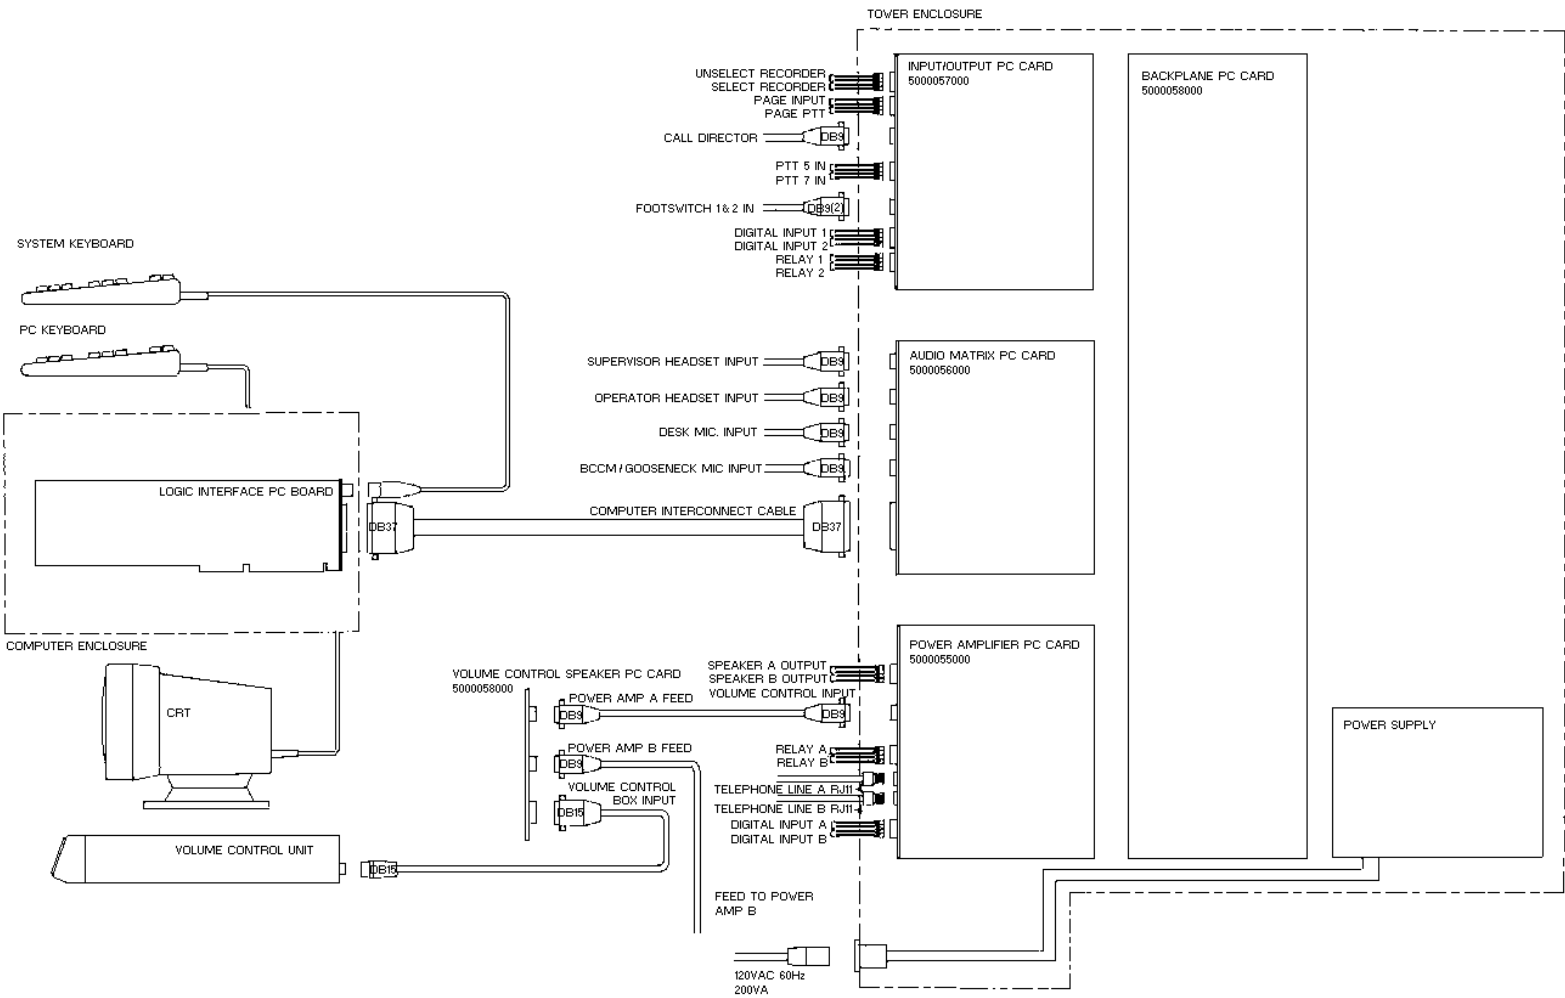 TOWER ENCLOSURE
INPUT/OUTPUT PC CARD
5000057000
BACKPLANE PC CARD
5000058000
UNSELECT RECORDER
SELECT RECORDER
PAGE INPUT
PAGE PTT
CALL DIRECTOR
DB9
PTT 5 IN
PTT 7 IN
FOOTSWITCH 1&2 IN
DB9(2)
DIGITAL INPUT 1
DIGITAL INPUT 2
RELAY 1
RELAY 2
SYSTEM KEYBOARD
PC KEYBOARD
SUPERVISOR HEADSET INPUT
DB9
AUDIO MATRIX PC CARD
5000056000
OPERATOR HEADSET INPUT
DB9
DESK MIC. INPUT
DB9
BCCM/GOOSENECK MIC INPUT
DB9
LOGIC INTERFACE PC BOARD
DB37
COMPUTER INTERCONNECT CABLE
DB37
COMPUTER ENCLOSURE
CRT
VOLUME CONTROL SPEAKER PC CARD
5000058000
SPEAKER A OUTPUT
SPEAKER B OUTPUT
VOLUME CONTROL INPUT
POWER AMPLIFIER PC CARD
5000055000
POWER AMP A FEED
DB9
DB9
POWER SUPPLY
POWER AMP B FEED
DB9
RELAY A
RELAY B
TELEPHONE LINE A RJ11
TELEPHONE LINE B RJ11
VOLUME CONTROL
BOX INPUT
DB15
DIGITAL INPUT A
DIGITAL INPUT B
VOLUME CONTROL UNIT
DB15
FEED TO POWER
AMP B
120VAC 60Hz
200VA